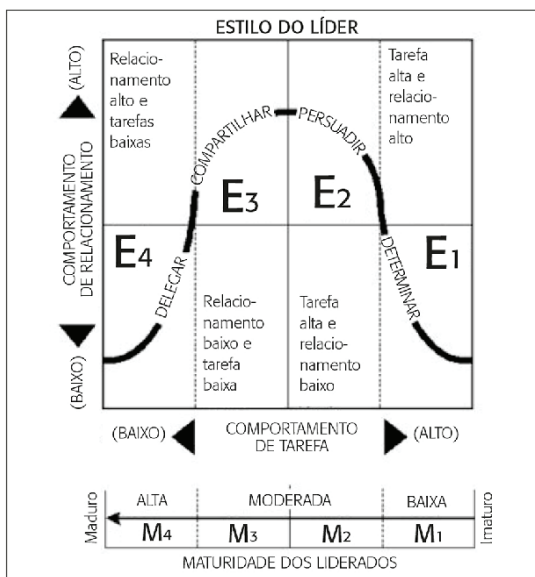 ESTILO DO LÍDER
(ALTO)
COMPORTAMENTO
DE RELACIONAMENTO
(BAIXO)
Relacio-
namento
alto e
tarefas
baixas
Tarefa
alta e
relacio-
namento
alto
COMPARTILHAR
PERSUADIR
E3
E2
E4
E1
DELEGAR
DETERMINAR
Relacio-
namento
baixo e
tarefa
baixa
Tarefa
alta e
relacio-
namento
baixo
(BAIXO)
COMPORTAMENTO
DE TAREFA
(ALTO)
Maduro
ALTA
MODERADA
BAIXA
Imaturo
M4
M3
M2
M1
MATURIDADE DOS LIDERADOS